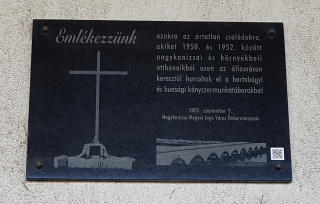 Emlékezzünk
azokra az ártatlan családokra,
akiket 1950. és 1952. között
nagykanizsai és környékbeli
otthonaikból ezen az állomáson
keresztül hurcoltak el a hortobágyi
és kunsági kényszermunkatáborokba!
2005. szeptember 9.
Nagykanizsa Megyei Jogú Város Önkormányzata